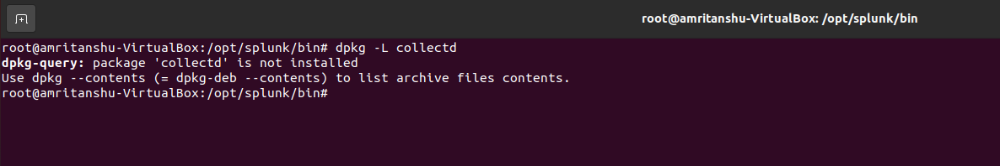 root@amritanshu-VirtualBox: /opt/splunk/bin
root@amritanshu-VirtualBox:/opt/splunk/bin# dpkg -L collectd
dpkg-query: package 'collectd' is not installed
Use dpkg --contents (= dpkg-deb --contents) to list archive files contents.
root@amritanshu-VirtualBox:/opt/splunk/bin#